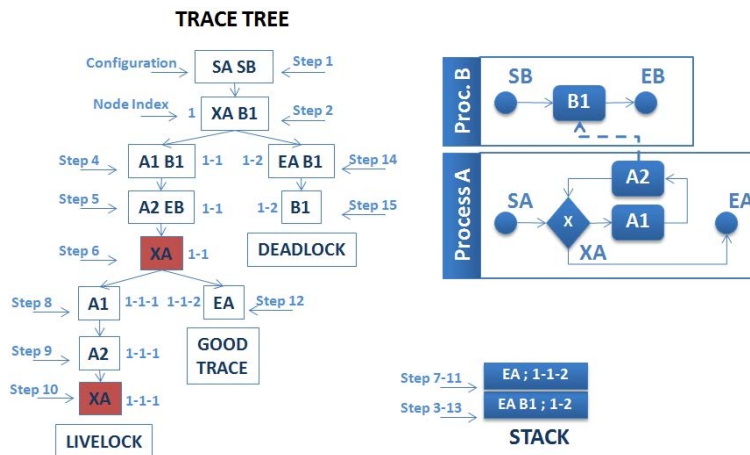 TRACE TREE
Configuration
SA SB
Step 1
Node Index
1
XA B1
Step 2
Step 4
A1 B1
1-1
1-2
EA B1
Step 14
Step 5
A2 EB
1-1
1-2
B1
Step 15
Step 6
XA
1-1
DEADLOCK
Step 8
A1
1-1-1
1-1-2
EA
Step 12
Step 9
A2
1-1-1
GOOD
TRACE
Step 10
XA
1-1-1
LIVELOCK
Proc. B
SB
B1
EB
Process A
SA
X
XA
A2
A1
EA
Step 7-11
EA ; 1-1-2
Step 3-13
EA B1 ; 1-2
STACK